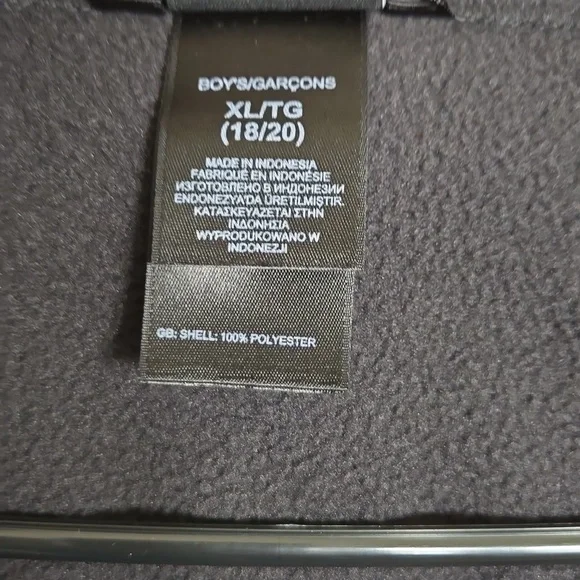 BOY'S/GARÇONS
XL/TG
(18/20)
MADE IN INDONESIA
FABRIQUÉ EN INDONÉSIE
ИЗГОТОВЛЕНО В ИНДОНЕЗИИ
ENDONEZYA'DA ÜRETILMIŞTIR.
ΚΑΤΑΣΚΕΥΑΖΕΤΑΙ ΣΤΗΝ
ΙΝΔΟΝΗΣΙΑ
WYPRODUKOWANO W
INDONEZJI
GB: SHELL: 100% POLYESTER